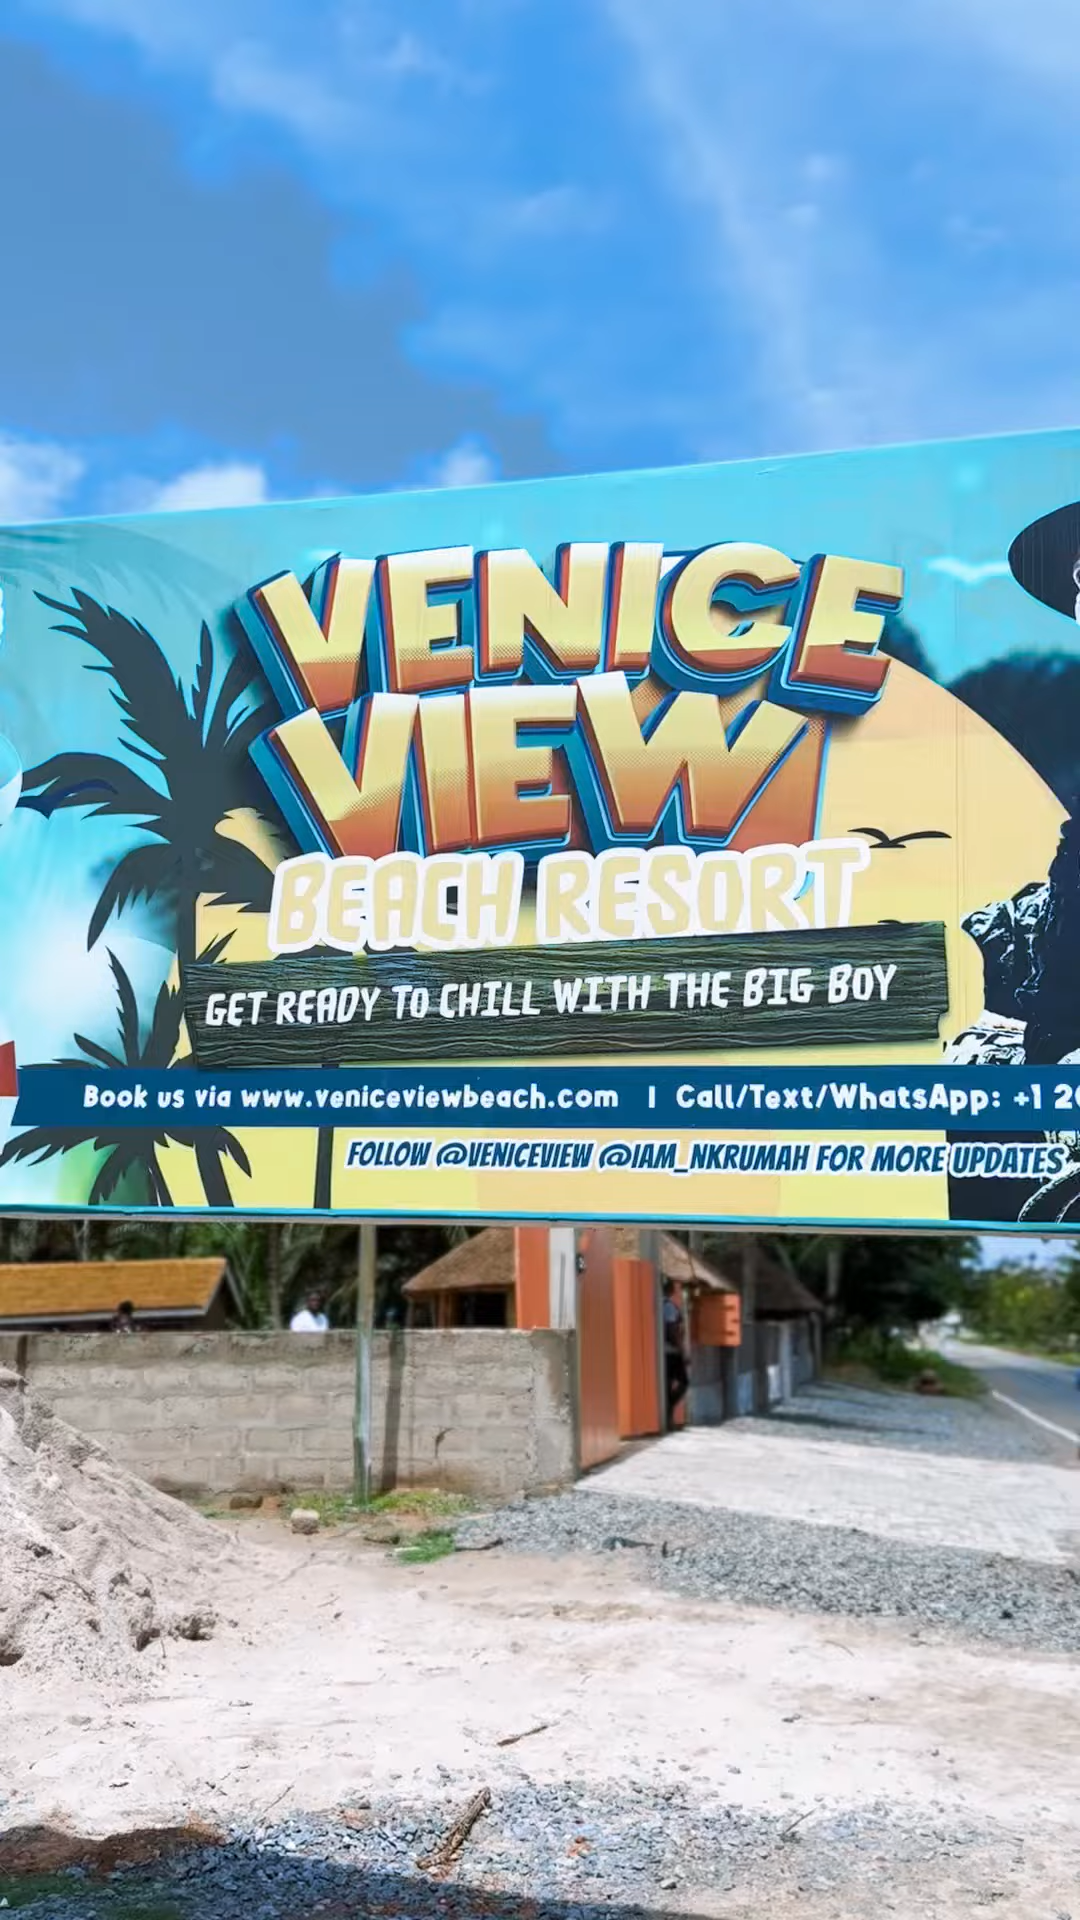 VENICE
VIEW
BEACH RESORT
GET READY TO CHILL WITH THE BIG BOY
Book us via www.veniceviewbeach.com | Call/Text/WhatsApp: +1 2
FOLLOW @VENICEVIEW @IAM_NKRUMAH FOR MORE UPDATES